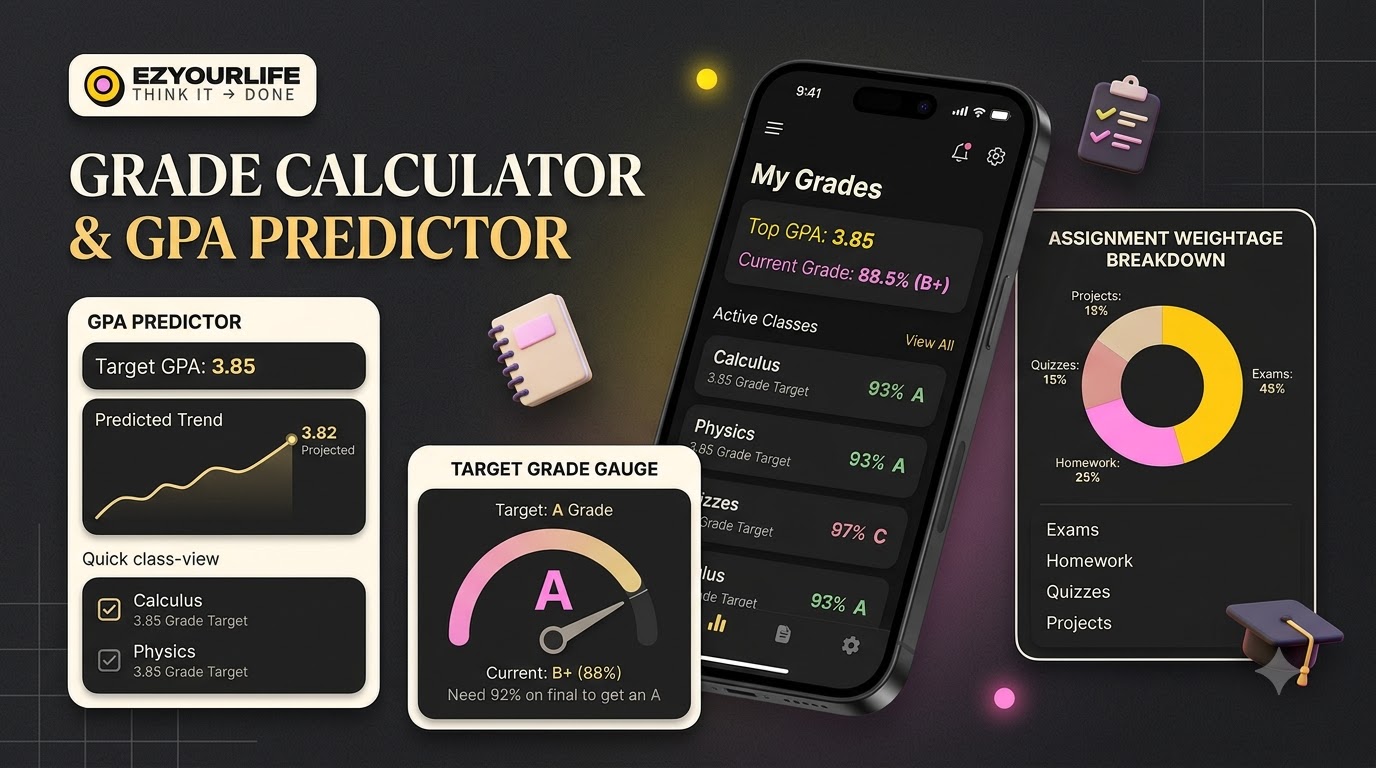 EZYOURLIFE
THINK IT → DONE
GRADE CALCULATOR
& GPA PREDICTOR
GPA PREDICTOR
Target GPA: 3.85
Predicted Trend
3.82
Projected
Quick class-view
Calculus
3.85 Grade Target
Physics
3.85 Grade Target
TARGET GRADE GAUGE
Target: A Grade
A
Current: B+ (88%)
Need 92% on final to get an A
9:41
My Grades
Top GPA: 3.85
Current Grade: 88.5% (B+)
Active Classes
View All
Calculus
3.85 Grade Target
93% A
Physics
3.85 Grade Target
93% A
izzes
Grade Target
97% C
lus
de Target
93% A
ASSIGNMENT WEIGHTAGE
BREAKDOWN
Projects:
18%
Quizzes:
15%
Exams:
Homework:
25%
Exams
Homework
Quizzes
Projects